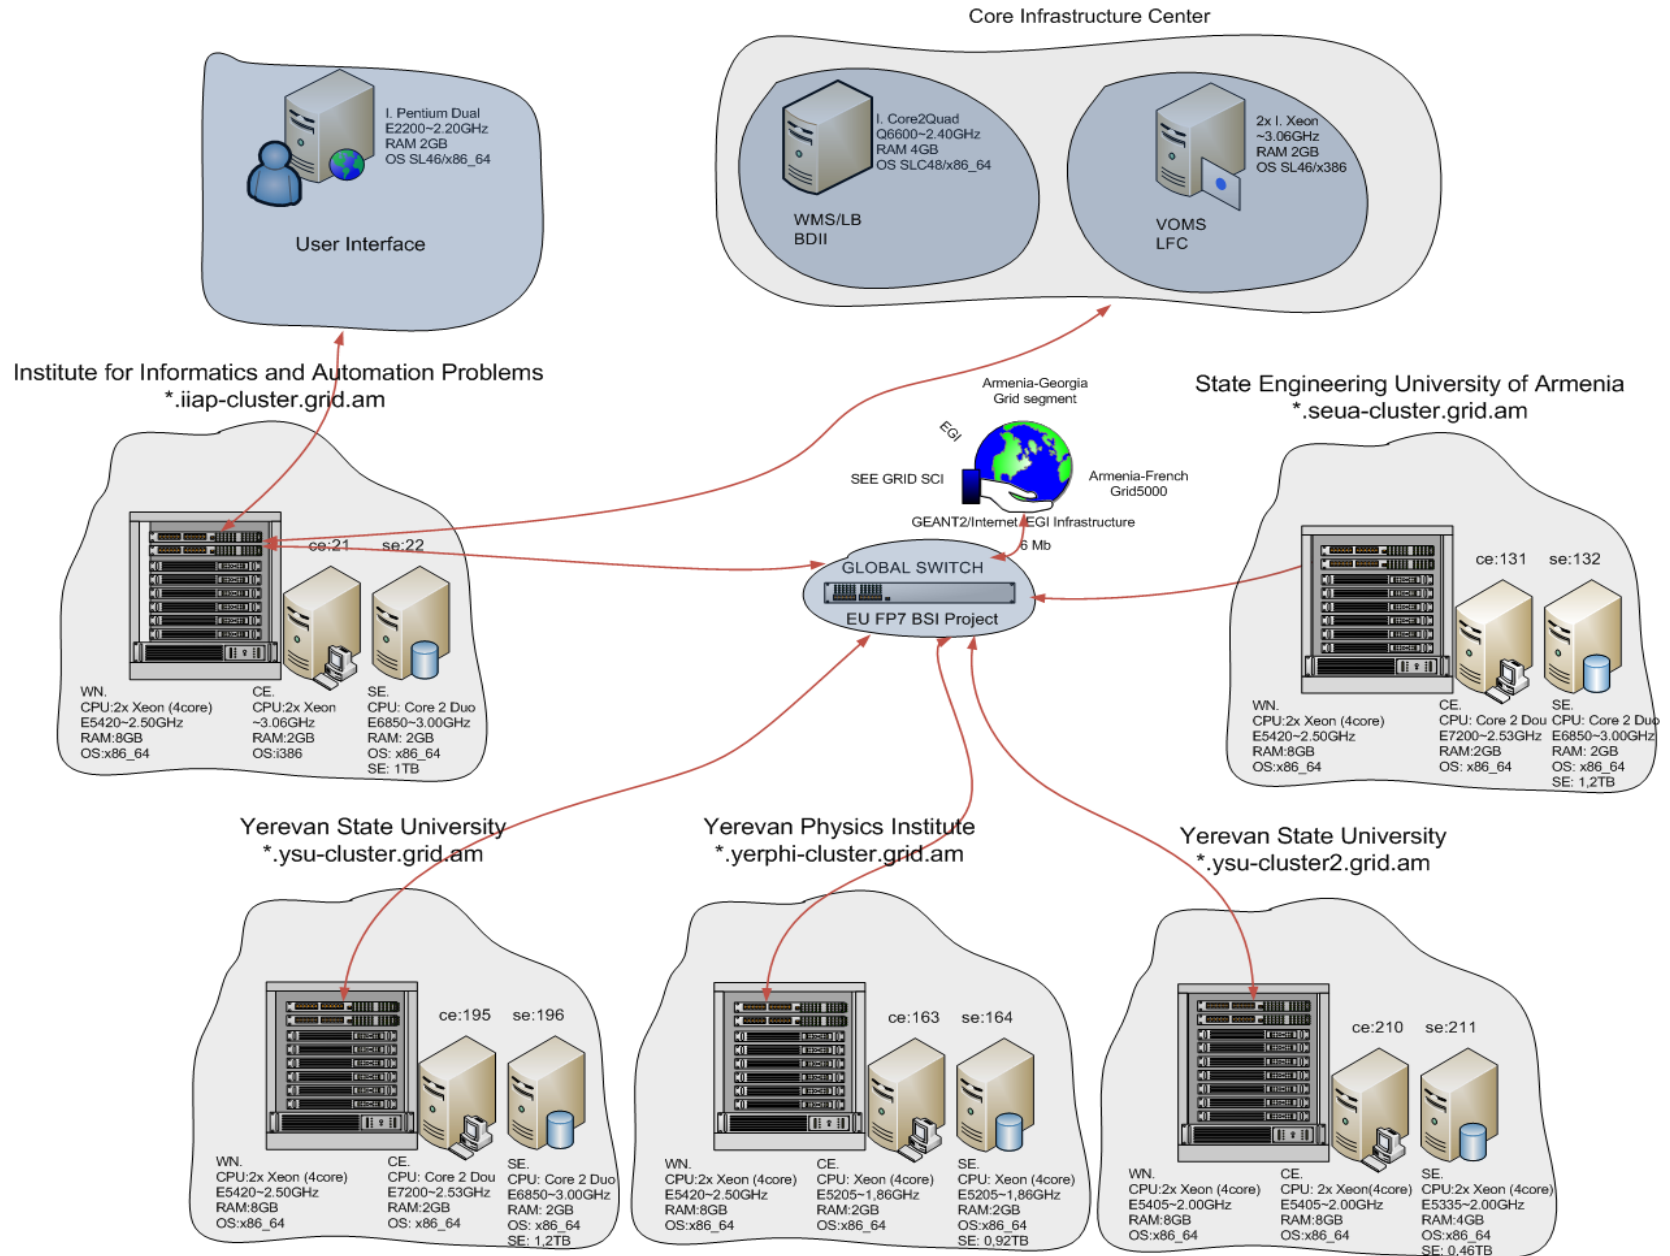 Core Infrastructure Center
I. Pentium Dual
E2200~2.20GHz
RAM 2GB
OS SL46/x86_64
User Interface
I. Core2Quad
Q6600~2.40GHz
RAM 4GB
OS SLC48/x86_64
WMS/LB
BDII
2x I. Xeon
~3.06GHz
RAM 2GB
OS SL46/x386
VOMS
LFC
Institute for Informatics and Automation Problems
*.iiap-cluster.grid.am
Armenia-Georgia
Grid segment
EGI
SEE GRID SCI
Armenia-French
Grid5000
GEANT2/Internet/EGI Infrastructure
6 Mb
GLOBAL SWITCH
EU FP7 BSI Project
State Engineering University of Armenia
*.seua-cluster.grid.am
ce:21
se:22
WN.
CPU:2x Xeon (4core)
E5420~2.50GHz
RAM:8GB
OS:x86_64
CE.
CPU:2x Xeon
~3.06GHz
RAM:2GB
OS:i386
SE.
CPU: Core 2 Duo
E6850~3.00GHz
RAM: 2GB
OS: x86_64
SE: 1TB
ce:131
se:132
WN.
CPU:2x Xeon (4core)
E5420~2.50GHz
RAM:8GB
OS:x86_64
CE.
CPU: Core 2 Dou
E7200~2.53GHz
RAM:2GB
OS: x86_64
SE.
CPU: Core 2 Duo
E6850~3.00GHz
RAM: 2GB
OS: x86_64
SE: 1,2TB
Yerevan State University
*.ysu-cluster.grid.am
Yerevan Physics Institute
*.yerphi-cluster.grid.am
Yerevan State University
*.ysu-cluster2.grid.am
ce:195
se:196
WN.
CPU:2x Xeon (4core)
E5420~2.50GHz
RAM:8GB
OS:x86_64
CE.
CPU: Core 2 Dou
E7200~2.53GHz
RAM:2GB
OS: x86_64
SE.
CPU: Core 2 Duo
E6850~3.00GHz
RAM: 2GB
OS: x86_64
SE: 1,2TB
ce:163
se:164
WN.
CPU:2x Xeon (4core)
E5420~2.50GHz
RAM:8GB
OS:x86_64
CE.
CPU: Xeon (4core)
E5205~1,86GHz
RAM:2GB
OS:x86_64
SE.
CPU: Xeon (4core)
E5205~1,86GHz
RAM:2GB
OS:x86_64
SE: 0,92TB
ce:210
se:211
WN.
CPU:2x Xeon (4core)
E5405~2.00GHz
RAM:8GB
OS:x86_64
CE.
CPU: 2x Xeon(4core)
E5405~2.00GHz
RAM:8GB
OS:x86_64
SE.
CPU:2x Xeon (4core)
E5335~2.00GHz
RAM:4GB
OS:x86_64
SE: 0,46TB